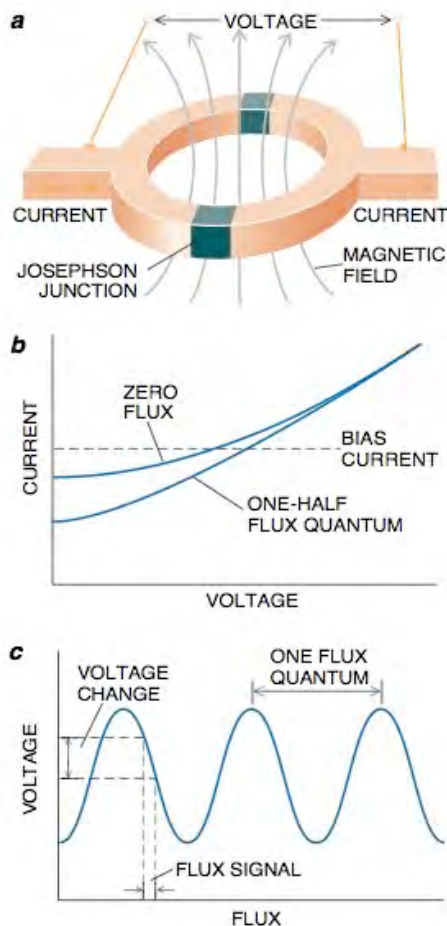 a
VOLTAGE
CURRENT
CURRENT
JOSEPHSON
JUNCTION
MAGNETIC
FIELD
b
CURRENT
ZERO
FLUX
BIAS
CURRENT
ONE-HALF
FLUX QUANTUM
VOLTAGE
c
VOLTAGE
VOLTAGE
CHANGE
ONE FLUX
QUANTUM
FLUX SIGNAL
FLUX